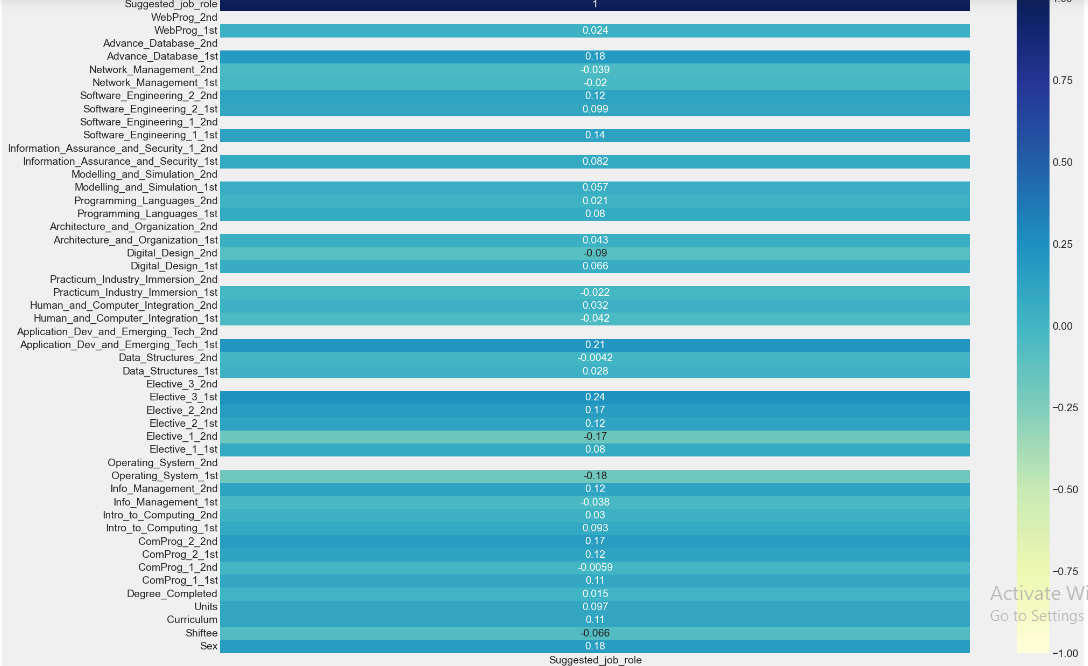 Suggested_job_role 1
WebProg_2nd
WebProg_1st 0.024
Advance_Database_2nd
Advance_Database_1st 0.18
Network_Management_2nd -0.039
Network_Management_1st -0.02
Software_Engineering_2_2nd 0.12
Software_Engineering_2_1st 0.099
Software_Engineering_1_2nd
Software_Engineering_1_1st 0.14
Information_Assurance_and_Security_1_2nd
Information_Assurance_and_Security_1st 0.082
Modelling_and_Simulation_2nd
Modelling_and_Simulation_1st 0.057
Programming_Languages_2nd 0.021
Programming_Languages_1st 0.08
Architecture_and_Organization_2nd
Architecture_and_Organization_1st 0.043
Digital_Design_2nd -0.09
Digital_Design_1st 0.066
Practicum_Industry_Immersion_2nd
Practicum_Industry_Immersion_1st -0.022
Human_and_Computer_Integration_2nd 0.032
Human_and_Computer_Integration_1st -0.042
Application_Dev_and_Emerging_Tech_2nd
Application_Dev_and_Emerging_Tech_1st 0.21
Data_Structures_2nd -0.0042
Data_Structures_1st 0.028
Elective_3_2nd
Elective_3_1st 0.24
Elective_2_2nd 0.17
Elective_2_1st 0.12
Elective_1_2nd -0.17
Elective_1_1st 0.08
Operating_System_2nd
Operating_System_1st -0.18
Info_Management_2nd 0.12
Info_Management_1st -0.038
Intro_to_Computing_2nd 0.03
Intro_to_Computing_1st 0.093
ComProg_2_2nd 0.17
ComProg_2_1st 0.12
ComProg_1_2nd -0.0059
ComProg_1_1st 0.11
Degree_Completed 0.015
Units 0.097
Curriculum 0.11
Shiftee -0.066
Sex 0.18
Suggested_job_role
1.00
0.75
0.50
0.25
0.00
−0.25
−0.50
−0.75
−1.00
Activate Wi
Go to Settings